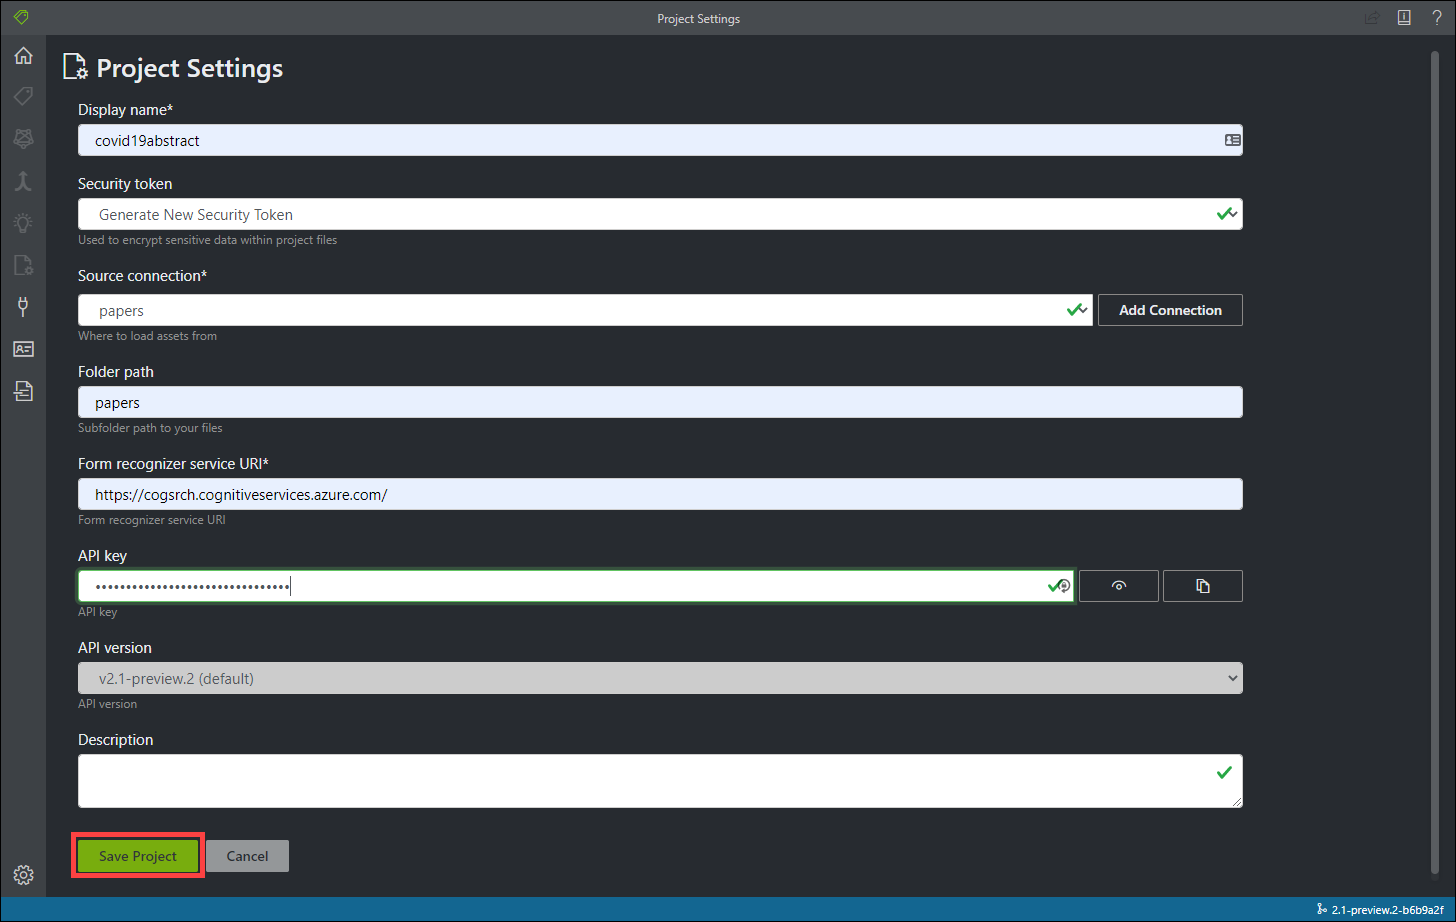 Project Settings
Project Settings
Display name*
covid19abstract
Security token
Generate New Security Token
Used to encrypt sensitive data within project files
Source connection*
papers
Add Connection
Where to load assets from
Folder path
papers
Subfolder path to your files
Form recognizer service URI*
https://cogsrch.cognitiveservices.azure.com/
Form recognizer service URI
API key
••••••••••••••••••••••••••••••••
API key
API version
v2.1-preview.2 (default)
API version
Description
Save Project
Cancel
2.1-preview.2-b6b9a2f